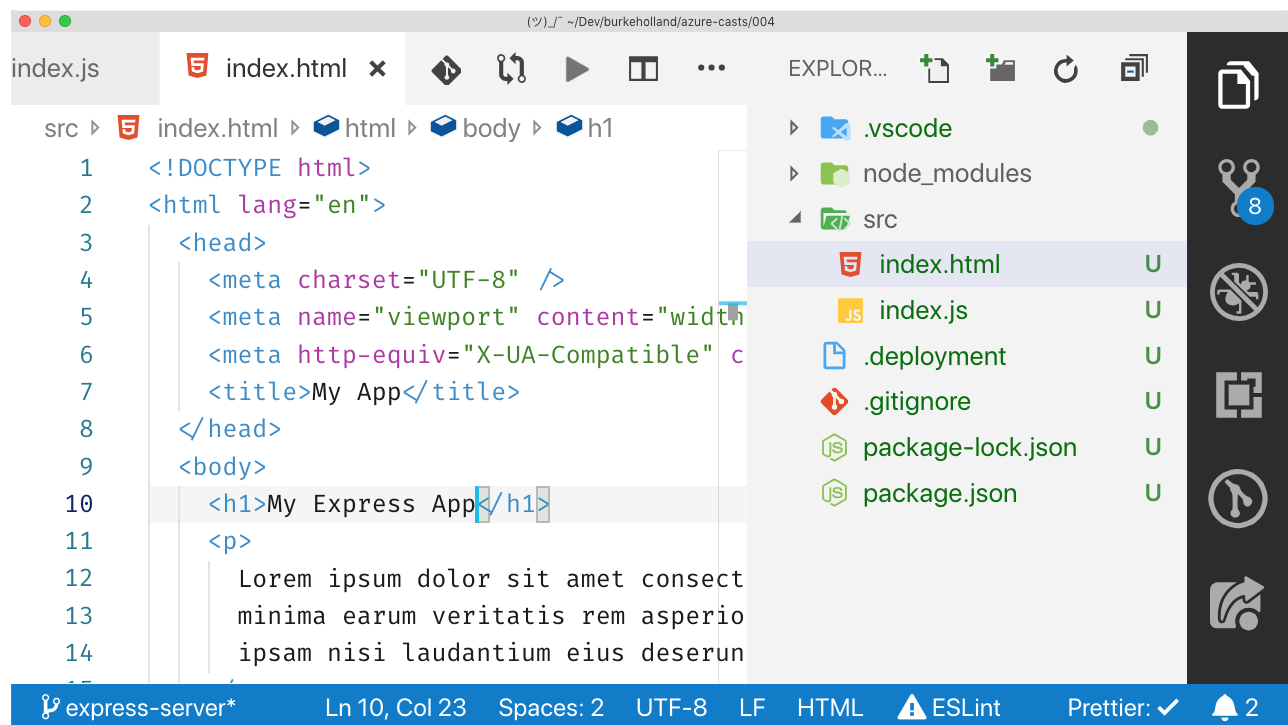 (ツ)_/¯ ~/Dev/burkeholland/azure-casts/004
index.js index.html
EXPLOR...
src index.html html body h1
1 <!DOCTYPE html>
2 <html lang="en">
3 <head>
4 <meta charset="UTF-8" />
5 <meta name="viewport" content="width
6 <meta http-equiv="X-UA-Compatible" c
7 <title>My App</title>
8 </head>
9 <body>
10 <h1>My Express App</h1>
11 <p>
12 Lorem ipsum dolor sit amet consect
13 minima earum veritatis rem asperio
14 ipsam nisi laudantium eius deserun
.vscode
node_modules
src
index.html U
JS index.js U
.deployment U
.gitignore U
JS package-lock.json U
JS package.json U
8
express-server* Ln 10, Col 23 Spaces: 2 UTF-8 LF HTML ESLint Prettier: 2